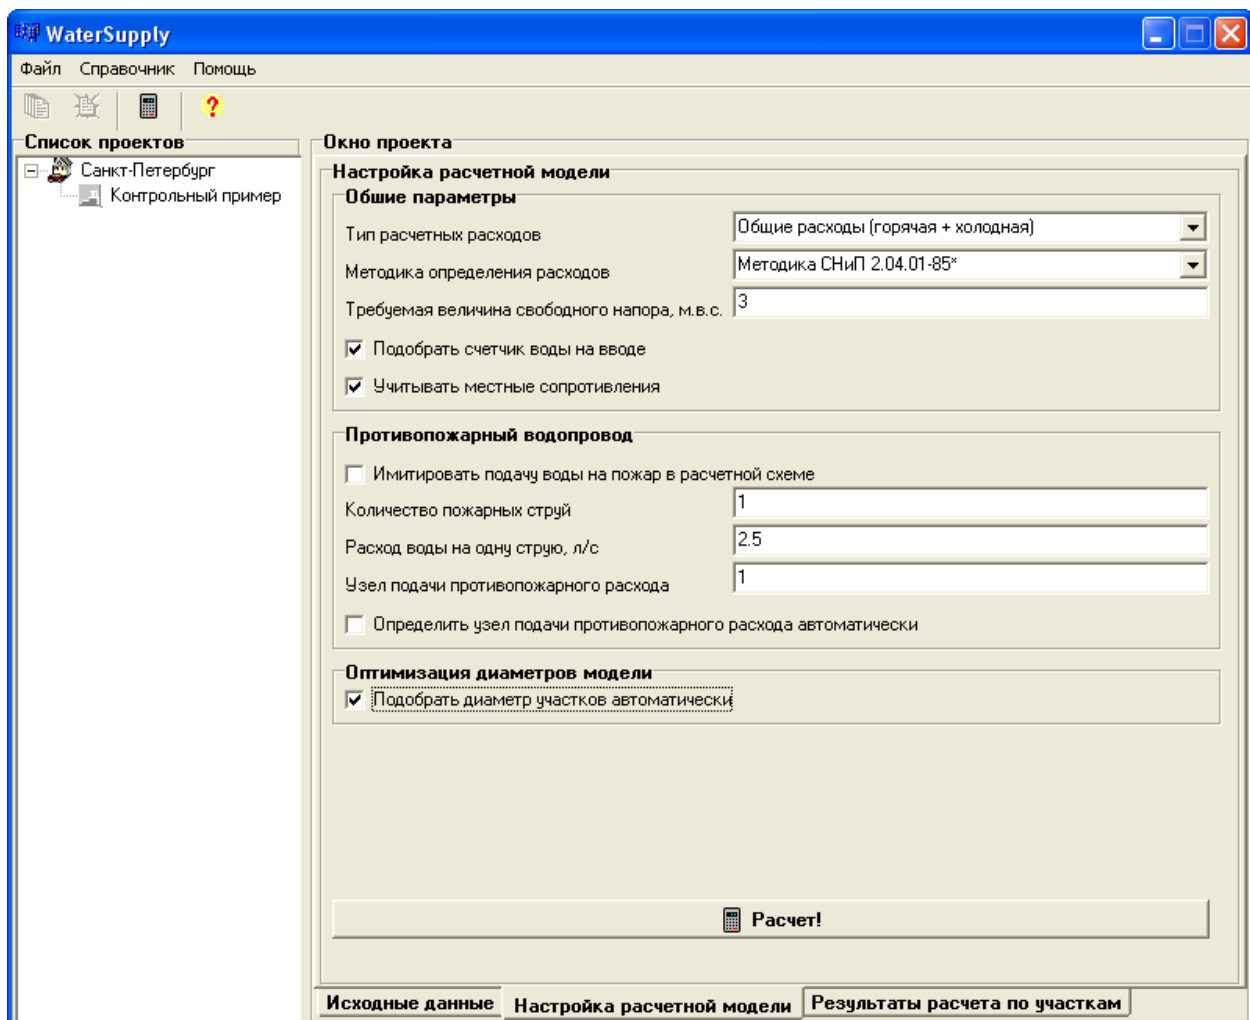 WaterSupply
Файл Справочник Помощь
?
Список проектов
Санкт-Петербург
Контрольный пример
Окно проекта
Настройка расчетной модели
Обшие параметры
Тип расчетных расходов
Общие расходы (горячая + холодная)
Методика определения расходов
Методика СНиП 2.04.01-85*
Требуемая величина свободного напора, м.в.с.
3
Подобрать счетчик воды на вводе
Учитывать местные сопротивления
Противопожарный водопровод
Имитировать подачу воды на пожар в расчетной схеме
Количество пожарных струй
1
Расход воды на одну струю, л/с
2.5
Узел подачи противопожарного расхода
1
Определить узел подачи противопожарного расхода автоматически
Оптимизация диаметров модели
Подобрать диаметр участков автоматически
Расчет!
Исходные данные Настройка расчетной модели Результаты расчета по участкам